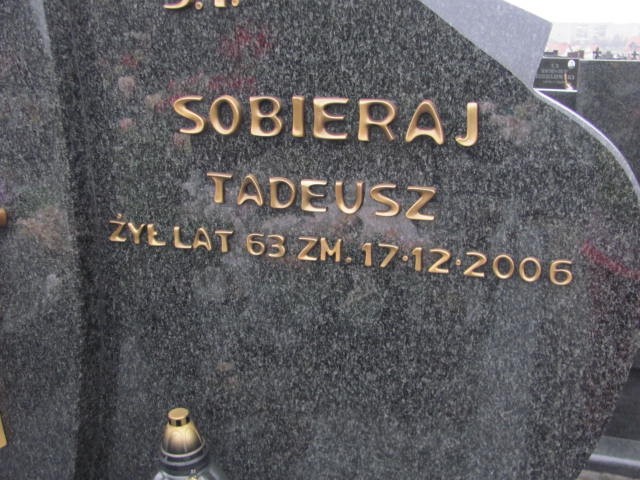 Ś.P.
SOBIERAJ
TADEUSZ
ŻYŁ LAT 63 ZM. 17·12·2006